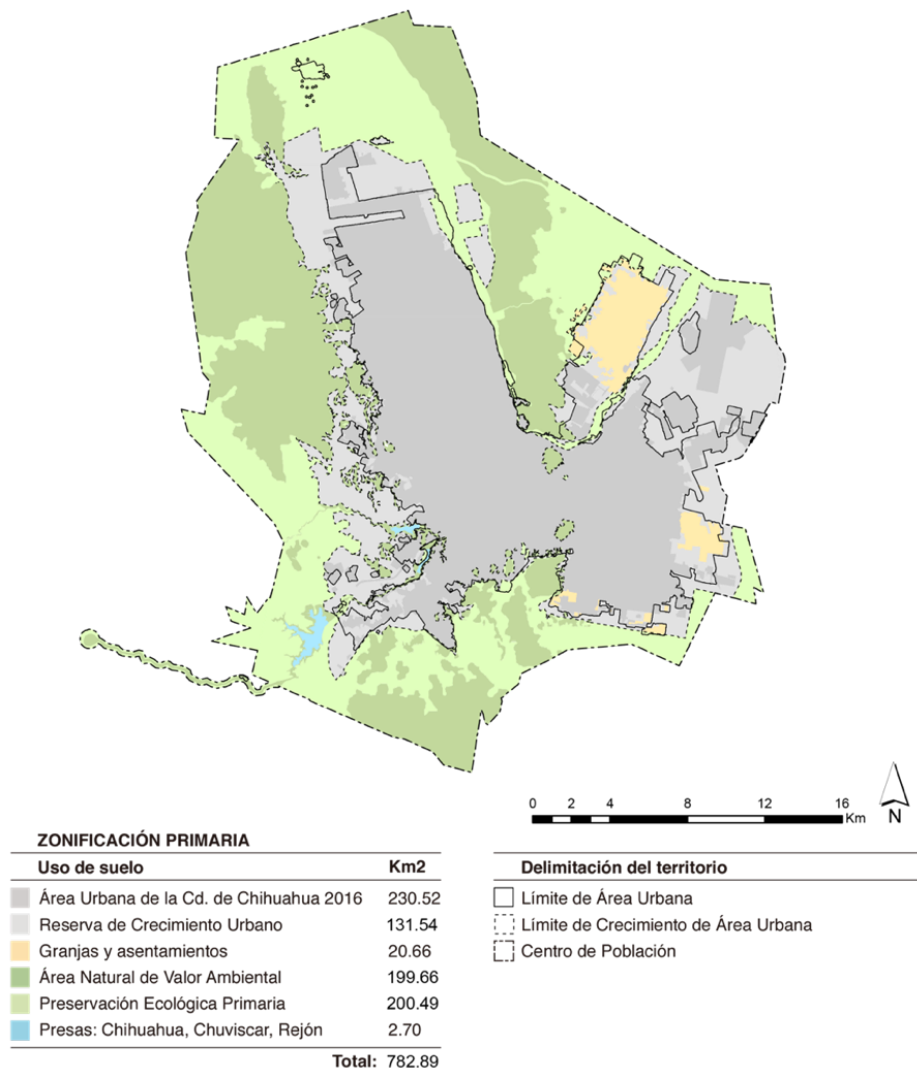 0 2 4 8 12 16
Km
N
ZONIFICACIÓN PRIMARIA
Uso de suelo Km2
Área Urbana de la Cd. de Chihuahua 2016 230.52
Reserva de Crecimiento Urbano 131.54
Granjas y asentamientos 20.66
Área Natural de Valor Ambiental 199.66
Preservación Ecológica Primaria 200.49
Presas: Chihuahua, Chuviscar, Rejón 2.70
Total: 782.89
Delimitación del territorio
Límite de Área Urbana
Límite de Crecimiento de Área Urbana
Centro de Población